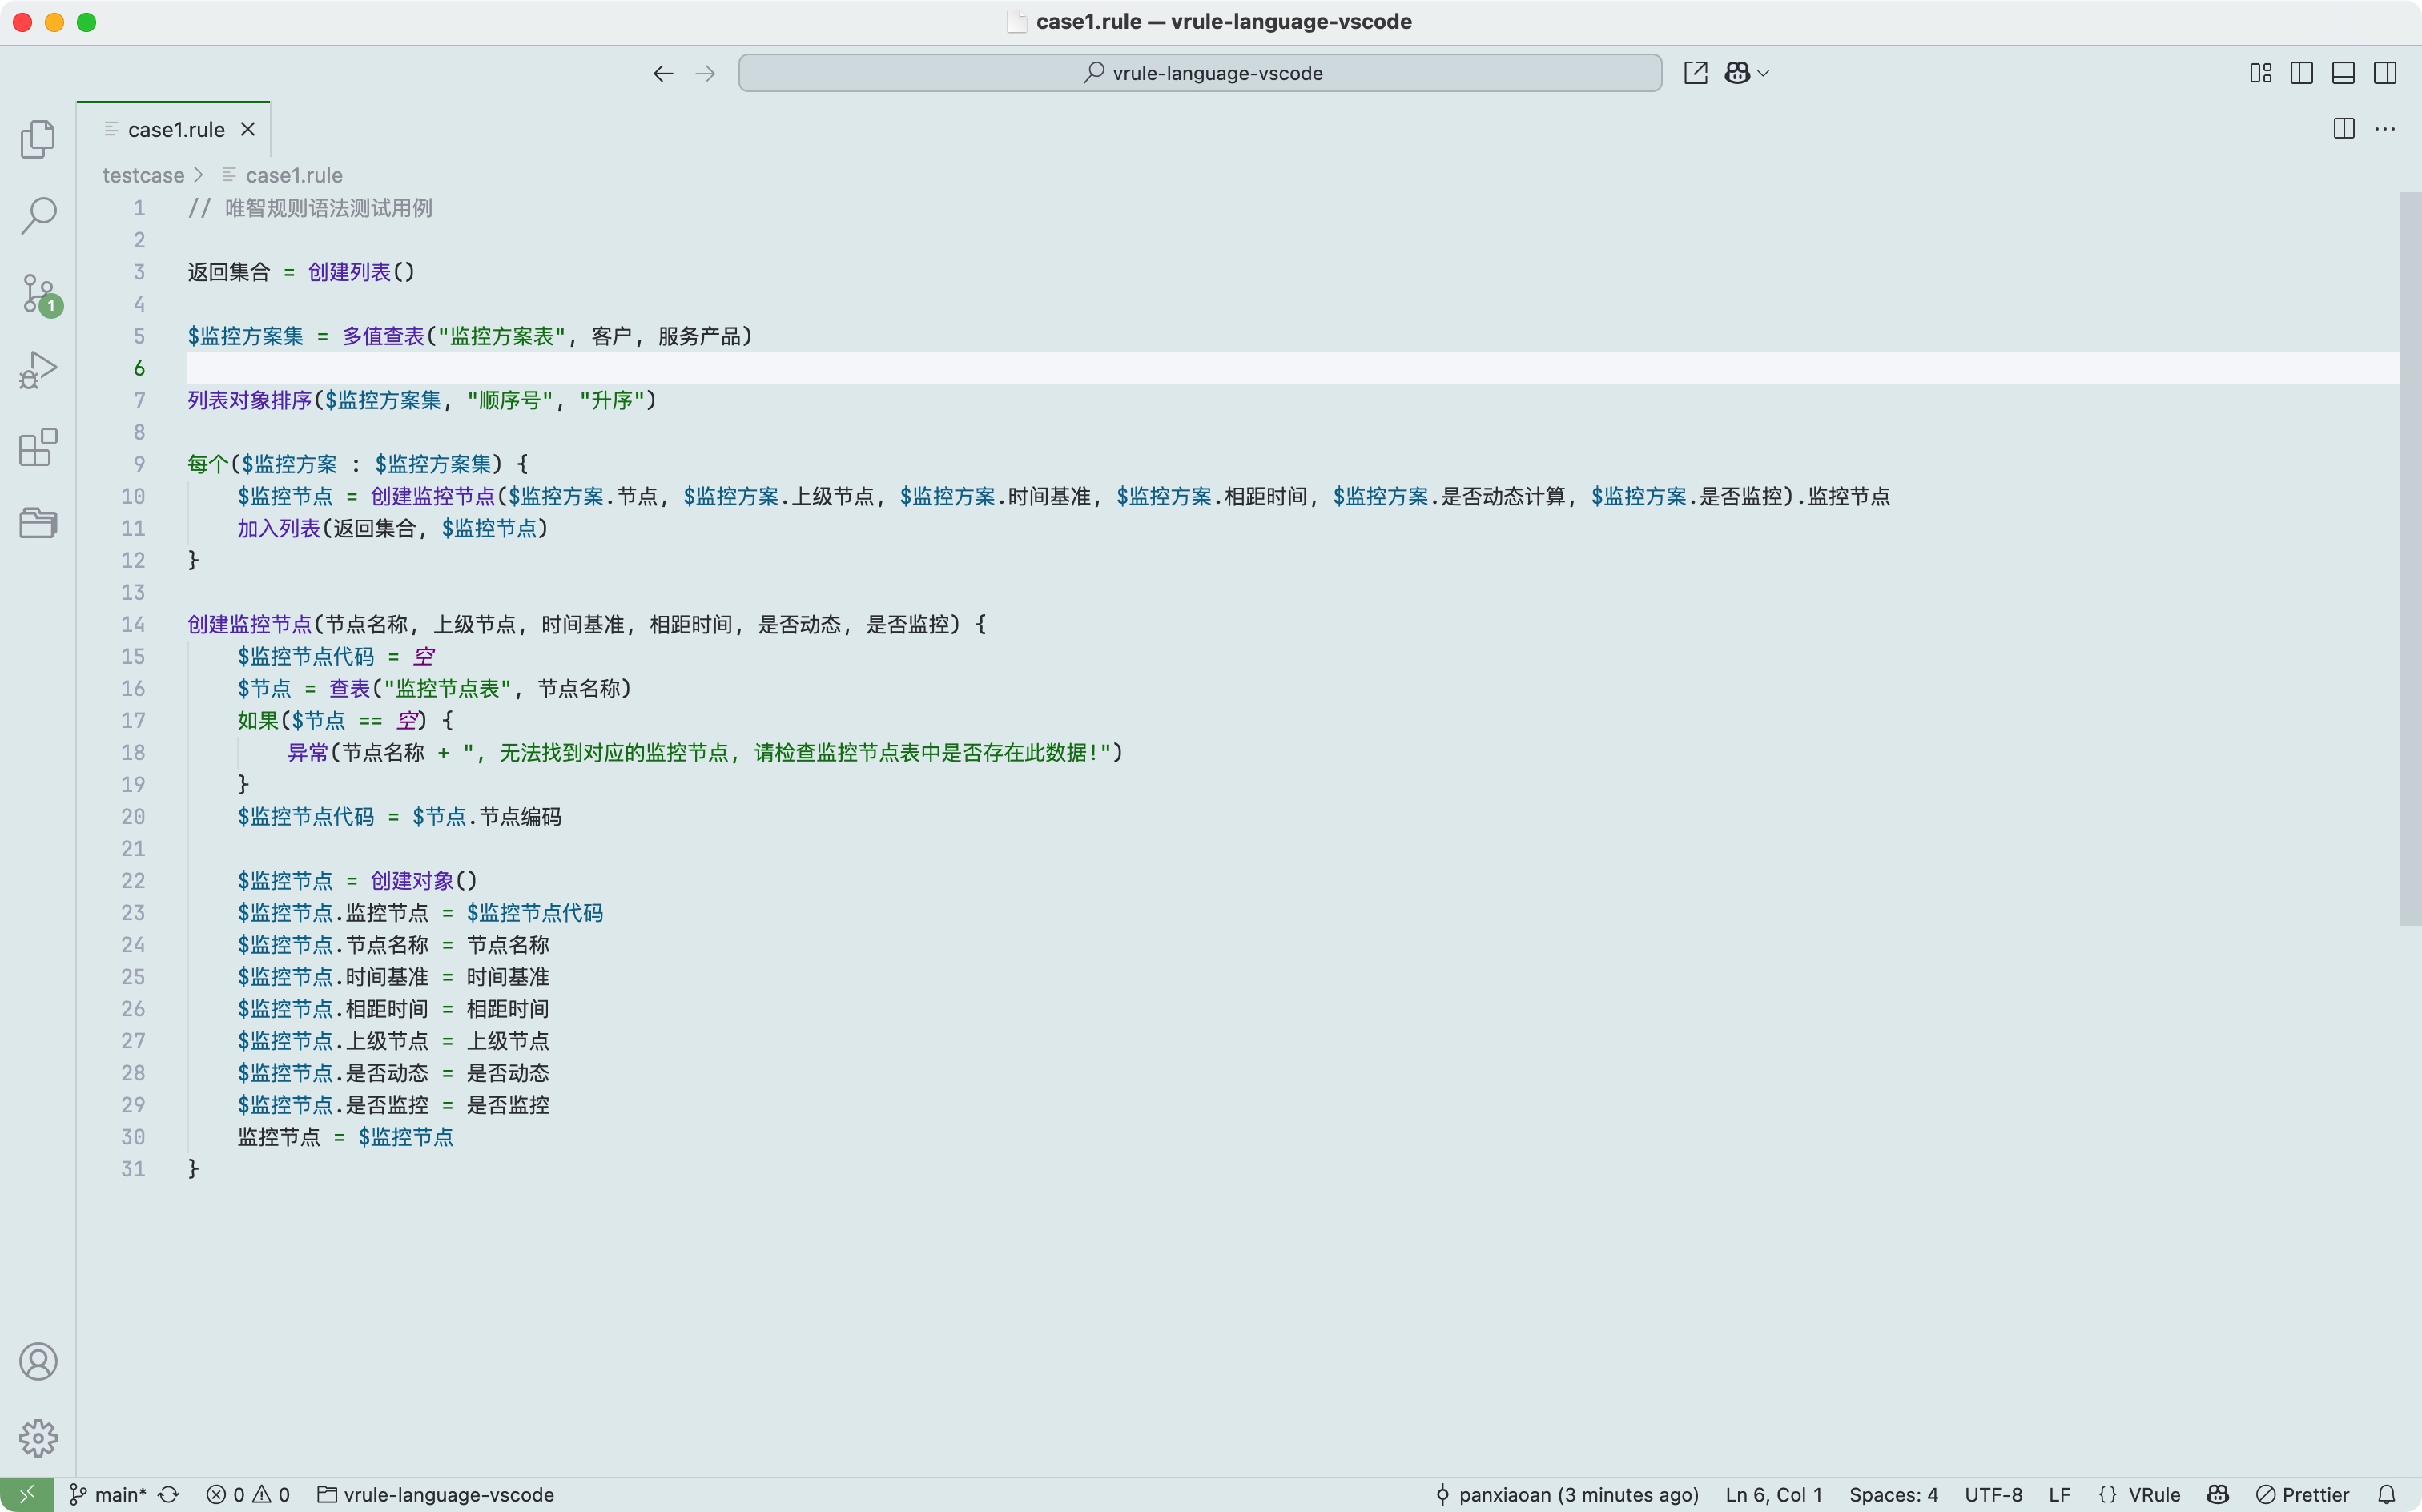 case1.rule — vrule-language-vscode
vrule-language-vscode
case1.rule
testcase > case1.rule
1 // 唯智规则语法测试用例
2
3 返回集合 = 创建列表()
4
5 $监控方案集 = 多值查表("监控方案表", 客户, 服务产品)
6
7 列表对象排序($监控方案集, "顺序号", "升序")
8
9 每个($监控方案 : $监控方案集) {
10     $监控节点 = 创建监控节点($监控方案.节点, $监控方案.上级节点, $监控方案.时间基准, $监控方案.相距时间, $监控方案.是否动态计算, $监控方案.是否监控).监控节点
11     加入列表(返回集合, $监控节点)
12 }
13
14 创建监控节点(节点名称, 上级节点, 时间基准, 相距时间, 是否动态, 是否监控) {
15     $监控节点代码 = 空
16     $节点 = 查表("监控节点表", 节点名称)
17     如果($节点 == 空) {
18         异常(节点名称 + ", 无法找到对应的监控节点, 请检查监控节点表中是否存在此数据!")
19     }
20     $监控节点代码 = $节点.节点编码
21
22     $监控节点 = 创建对象()
23     $监控节点.监控节点 = $监控节点代码
24     $监控节点.节点名称 = 节点名称
25     $监控节点.时间基准 = 时间基准
26     $监控节点.相距时间 = 相距时间
27     $监控节点.上级节点 = 上级节点
28     $监控节点.是否动态 = 是否动态
29     $监控节点.是否监控 = 是否监控
30     监控节点 = $监控节点
31 }
1
main* 0 0 vrule-language-vscode panxiaoan (3 minutes ago) Ln 6, Col 1 Spaces: 4 UTF-8 LF {} VRule Prettier